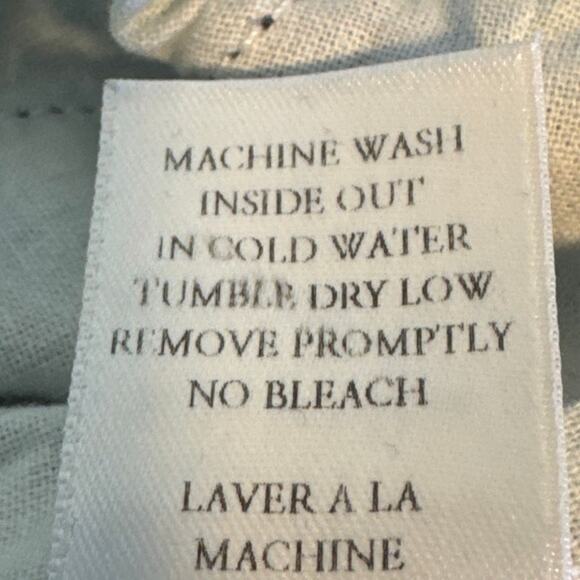 MACHINE WASH
INSIDE OUT
IN COLD WATER
TUMBLE DRY LOW
REMOVE PROMPTLY
NO BLEACH
LAVER A LA
MACHINE